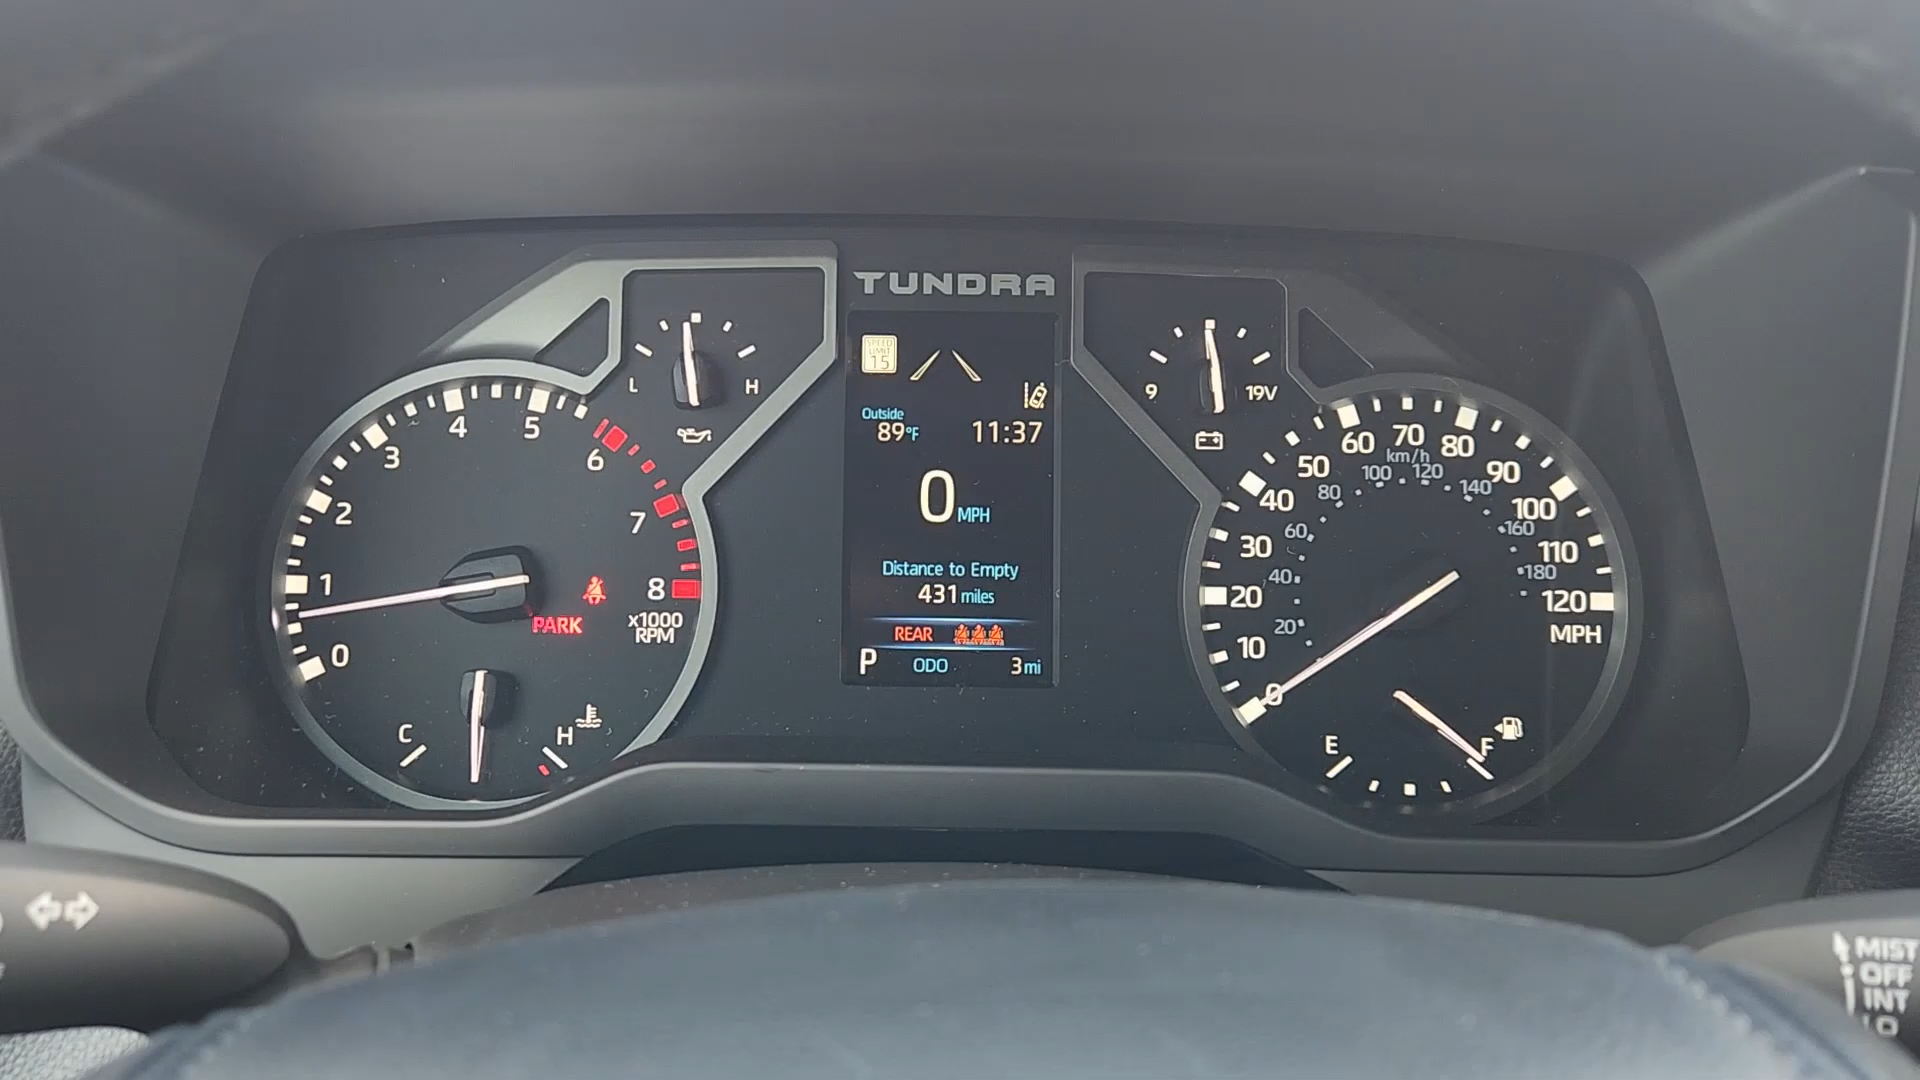 TUNDRA
SPEED
LIMIT
15
Outside
89°F
11:37
0 MPH
Distance to Empty
431 miles
REAR
P
ODO
3 mi
0
1
2
3
4
5
6
7
8
x1000
RPM
PARK
L
H
C
H
9
19V
0
10
20
30
40
50
60
70
80
90
100
110
120
MPH
km/h
20
40
60
80
100
120
140
160
180
E
F
MIST
OFF
INT
LO